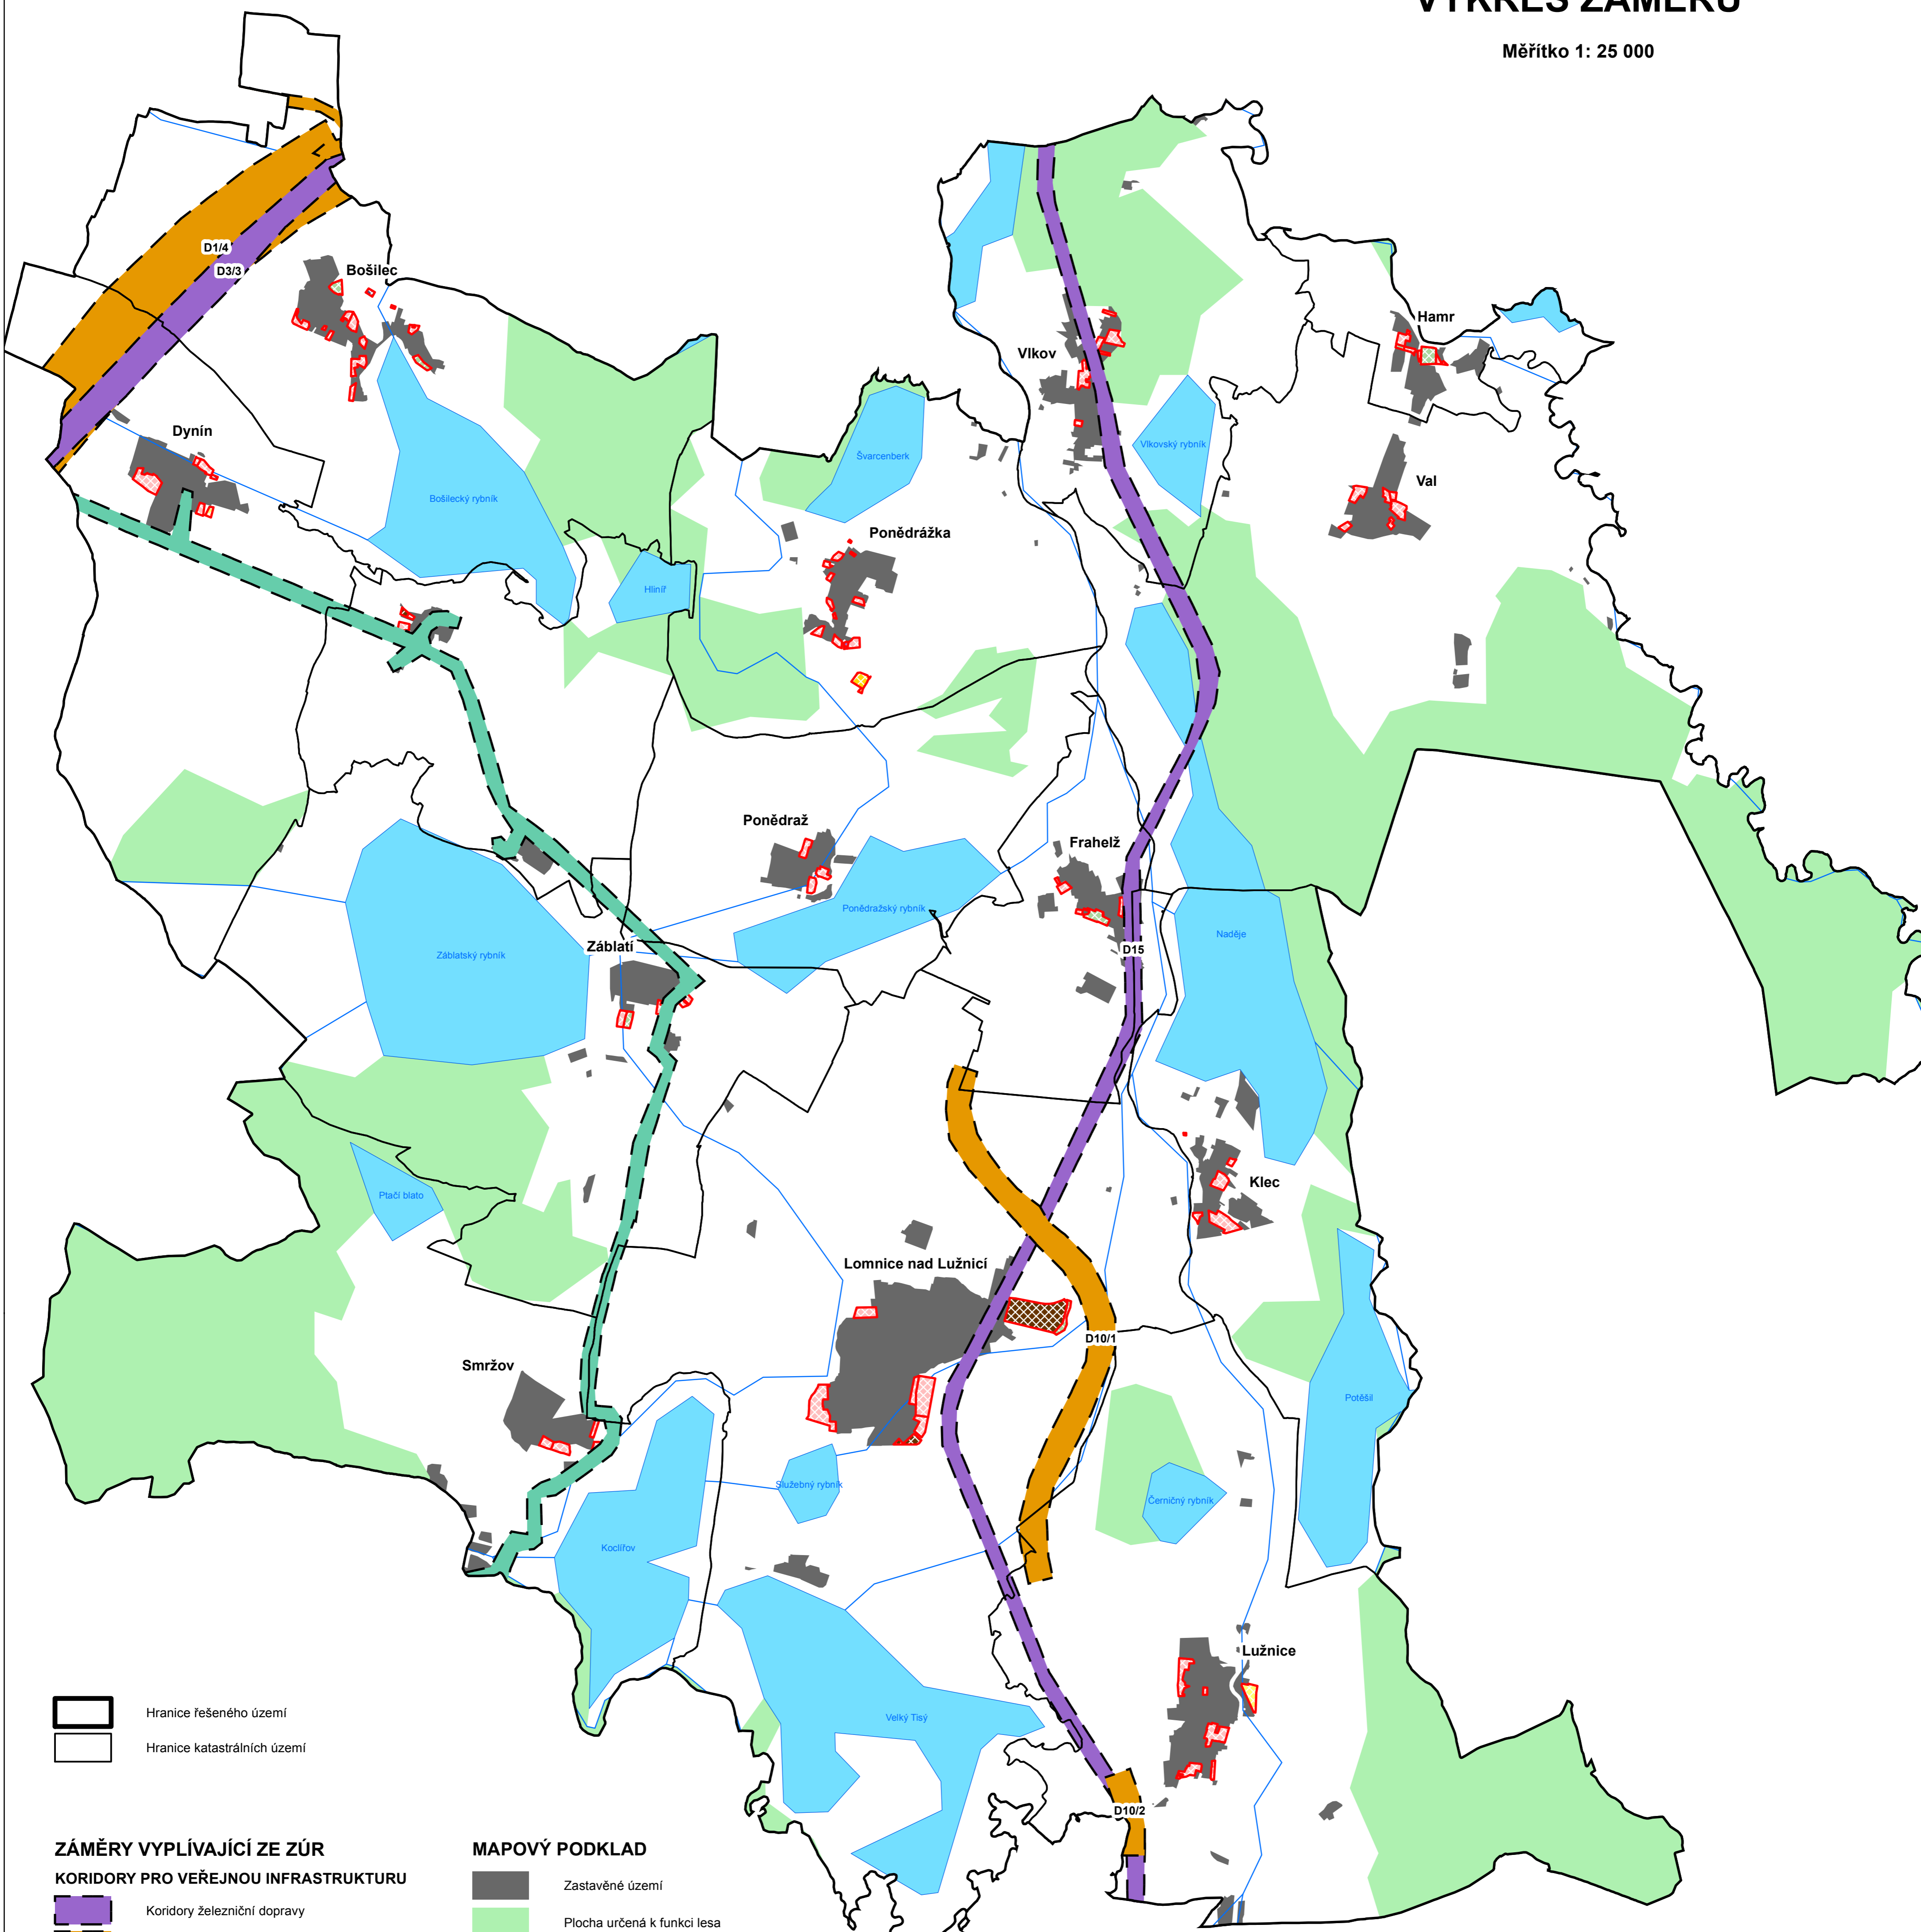 VÝKRES ZÁMĚRŮ
Měřítko 1: 25 000
D1/4
D3/3
Bošilec
Hamr
Vlkov
Dynín
Vlkovský rybník
Švarcenberk
Val
Bošilecký rybník
Ponědrážka
Hliníř
Ponědraž
Frahelž
Ponědražský rybník
Naděje
Záblatí
D15
Záblatský rybník
Klec
Ptačí blato
Lomnice nad Lužnicí
D10/1
Smržov
Potěšil
Služebný rybník
Černičný rybník
Koclířov
Lužnice
Hranice řešeného území
Velký Tisý
Hranice katastrálních území
D10/2
ZÁMĚRY VYPLÍVAJÍCÍ ZE ZÚR
MAPOVÝ PODKLAD
KORIDORY PRO VEŘEJNOU INFRASTRUKTURU
Zastavěné území
Koridory železniční dopravy
Plocha určená k funkci lesa